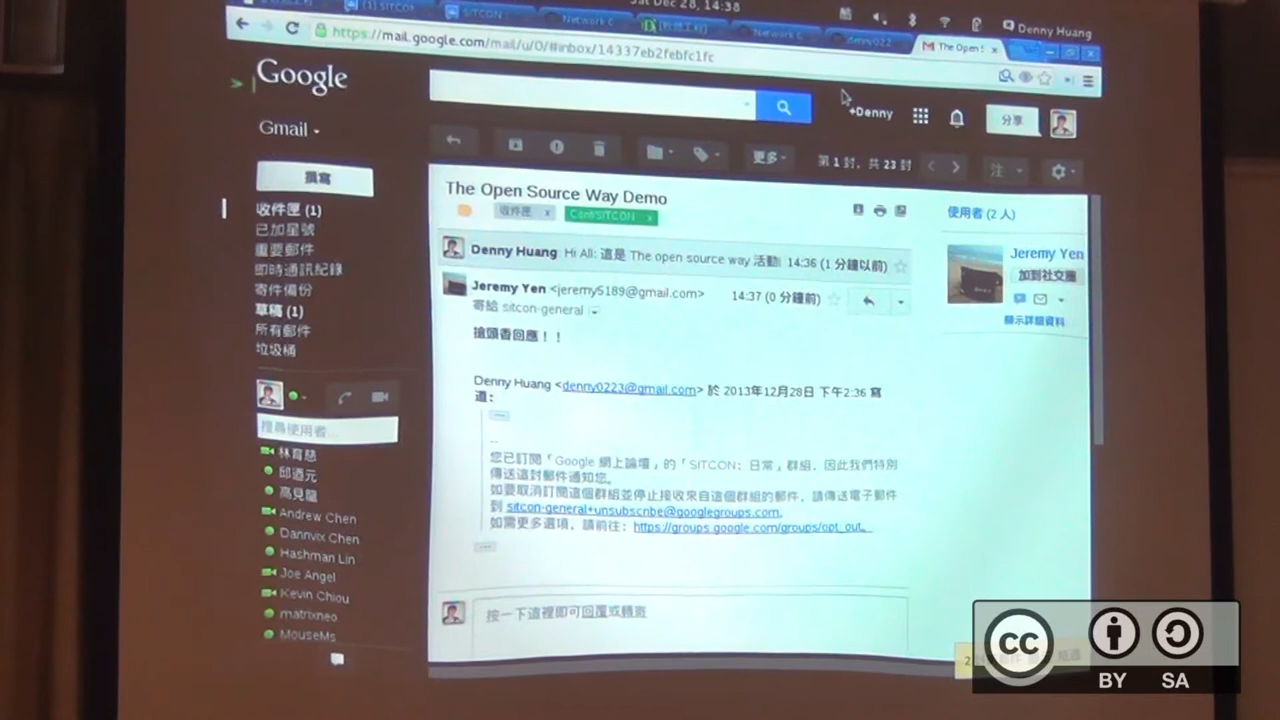 Sat Dec 28, 14:38
Denny Huang
(1) SITCON
SITCON
Network C
Network C
denny022
The Open S
https://mail.google.com/mail/u/0/#inbox/14337eb2febfc1fc
Google
+Denny
分享
Gmail
更多
第 1 封，共 23 封
注
撰寫
The Open Source Way Demo
收件匣 x
Conf/SITCON x
使用者 (2 人)
收件匣 (1)
已加星號
重要郵件
即時通訊紀錄
寄件備份
草稿 (1)
所有郵件
垃圾桶
Denny Huang Hi All: 這是 The open source way 活動 14:36 (1 分鐘以前)
Jeremy Yen
加到社交圈
顯示詳細資料
Jeremy Yen <jeremy5189@gmail.com> 14:37 (0 分鐘前)
寄給 sitcon-general
搶頭香回應！！
Denny Huang <denny0223@gmail.com> 於 2013年12月28日 下午2:36 寫
道：
--
您已訂閱「Google 網上論壇」的「SITCON: 日常」群組，因此我們特別
傳送這封郵件通知您。
如要取消訂閱這個群組並停止接收來自這個群組的郵件，請傳送電子郵件
到 sitcon-general+unsubscribe@googlegroups.com。
如需更多選項，請前往：https://groups.google.com/groups/opt_out。
搜尋使用者...
林育慈
邱迺元
高見龍
Andrew Chen
Dannvix Chen
Hashman Lin
Joe Angel
Kevin Chiou
matrixneo
MouseMs
按一下這裡即可回覆或轉寄
cc
BY SA